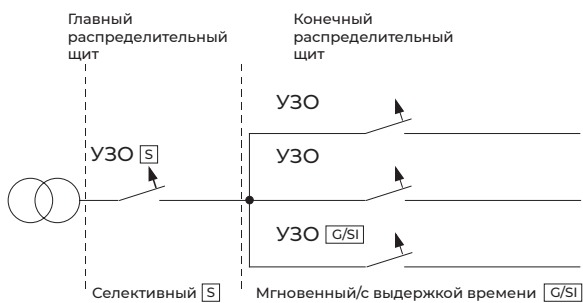 Главный
распределительный
щит
Конечный
распределительный
щит
УЗО
УЗО S
УЗО
УЗО G/SI
Селективный S
Мгновенный/с выдержкой времени G/SI